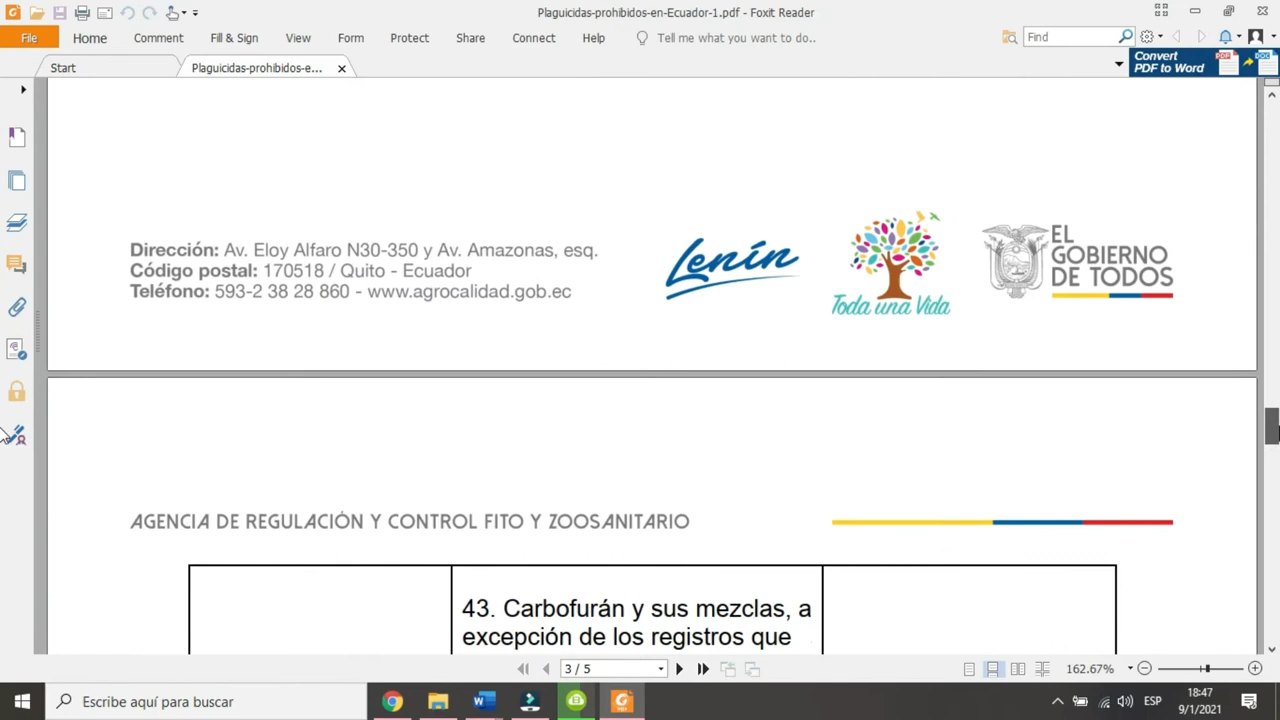 Plaguicidas-prohibidos-en-Ecuador-1.pdf - Foxit Reader
File Home Comment Fill & Sign View Form Protect Share Connect Help Tell me what you want to do.. Find
Start Plaguicidas-prohibidos-e... Convert
PDF to Word
Dirección: Av. Eloy Alfaro N30-350 y Av. Amazonas, esq.
Código postal: 170518 / Quito - Ecuador
Teléfono: 593-2 38 28 860 - www.agrocalidad.gob.ec
Lenín
Toda una Vida
EL
GOBIERNO
DE TODOS
AGENCIA DE REGULACIÓN Y CONTROL FITO Y ZOOSANITARIO
43. Carbofurán y sus mezclas, a
excepción de los registros que
3 / 5 162.67%
Escribe aquí para buscar
ESP
18:47
9/1/2021